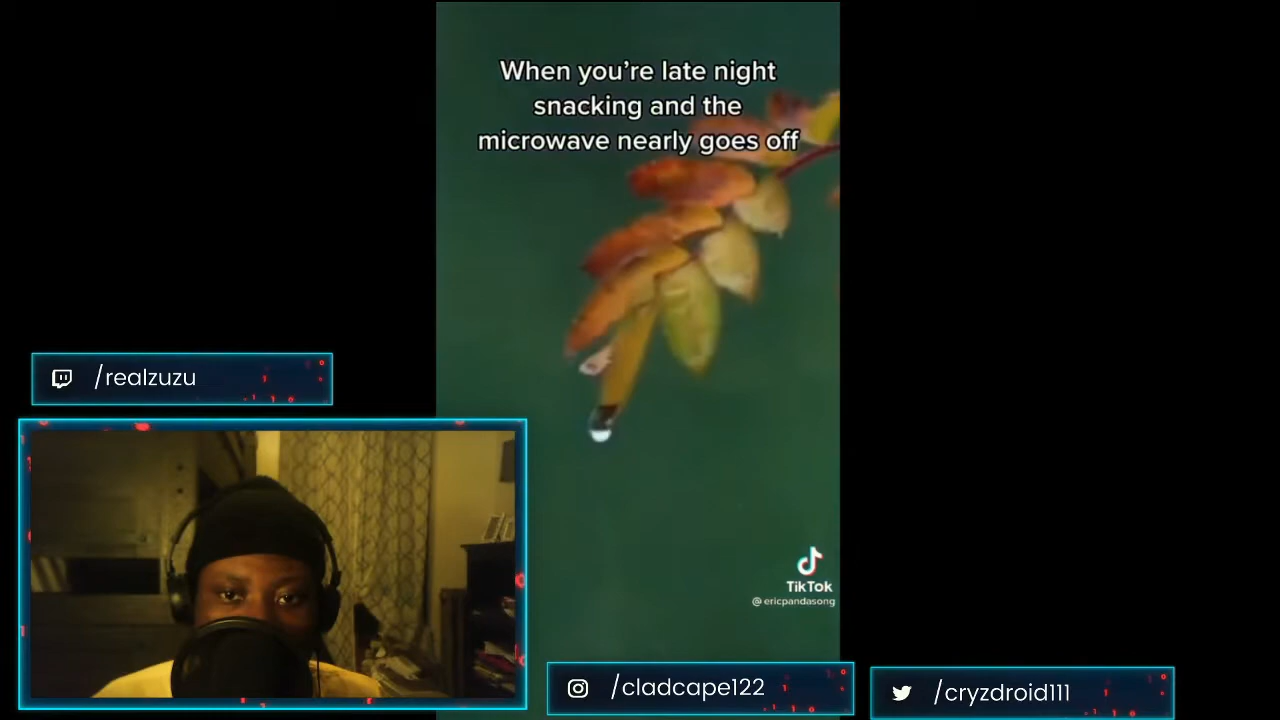 When you're late night
snacking and the
microwave nearly goes off
/realzuzu
TikTok
@ericpandasong
/cladcape122
/cryzdroid111